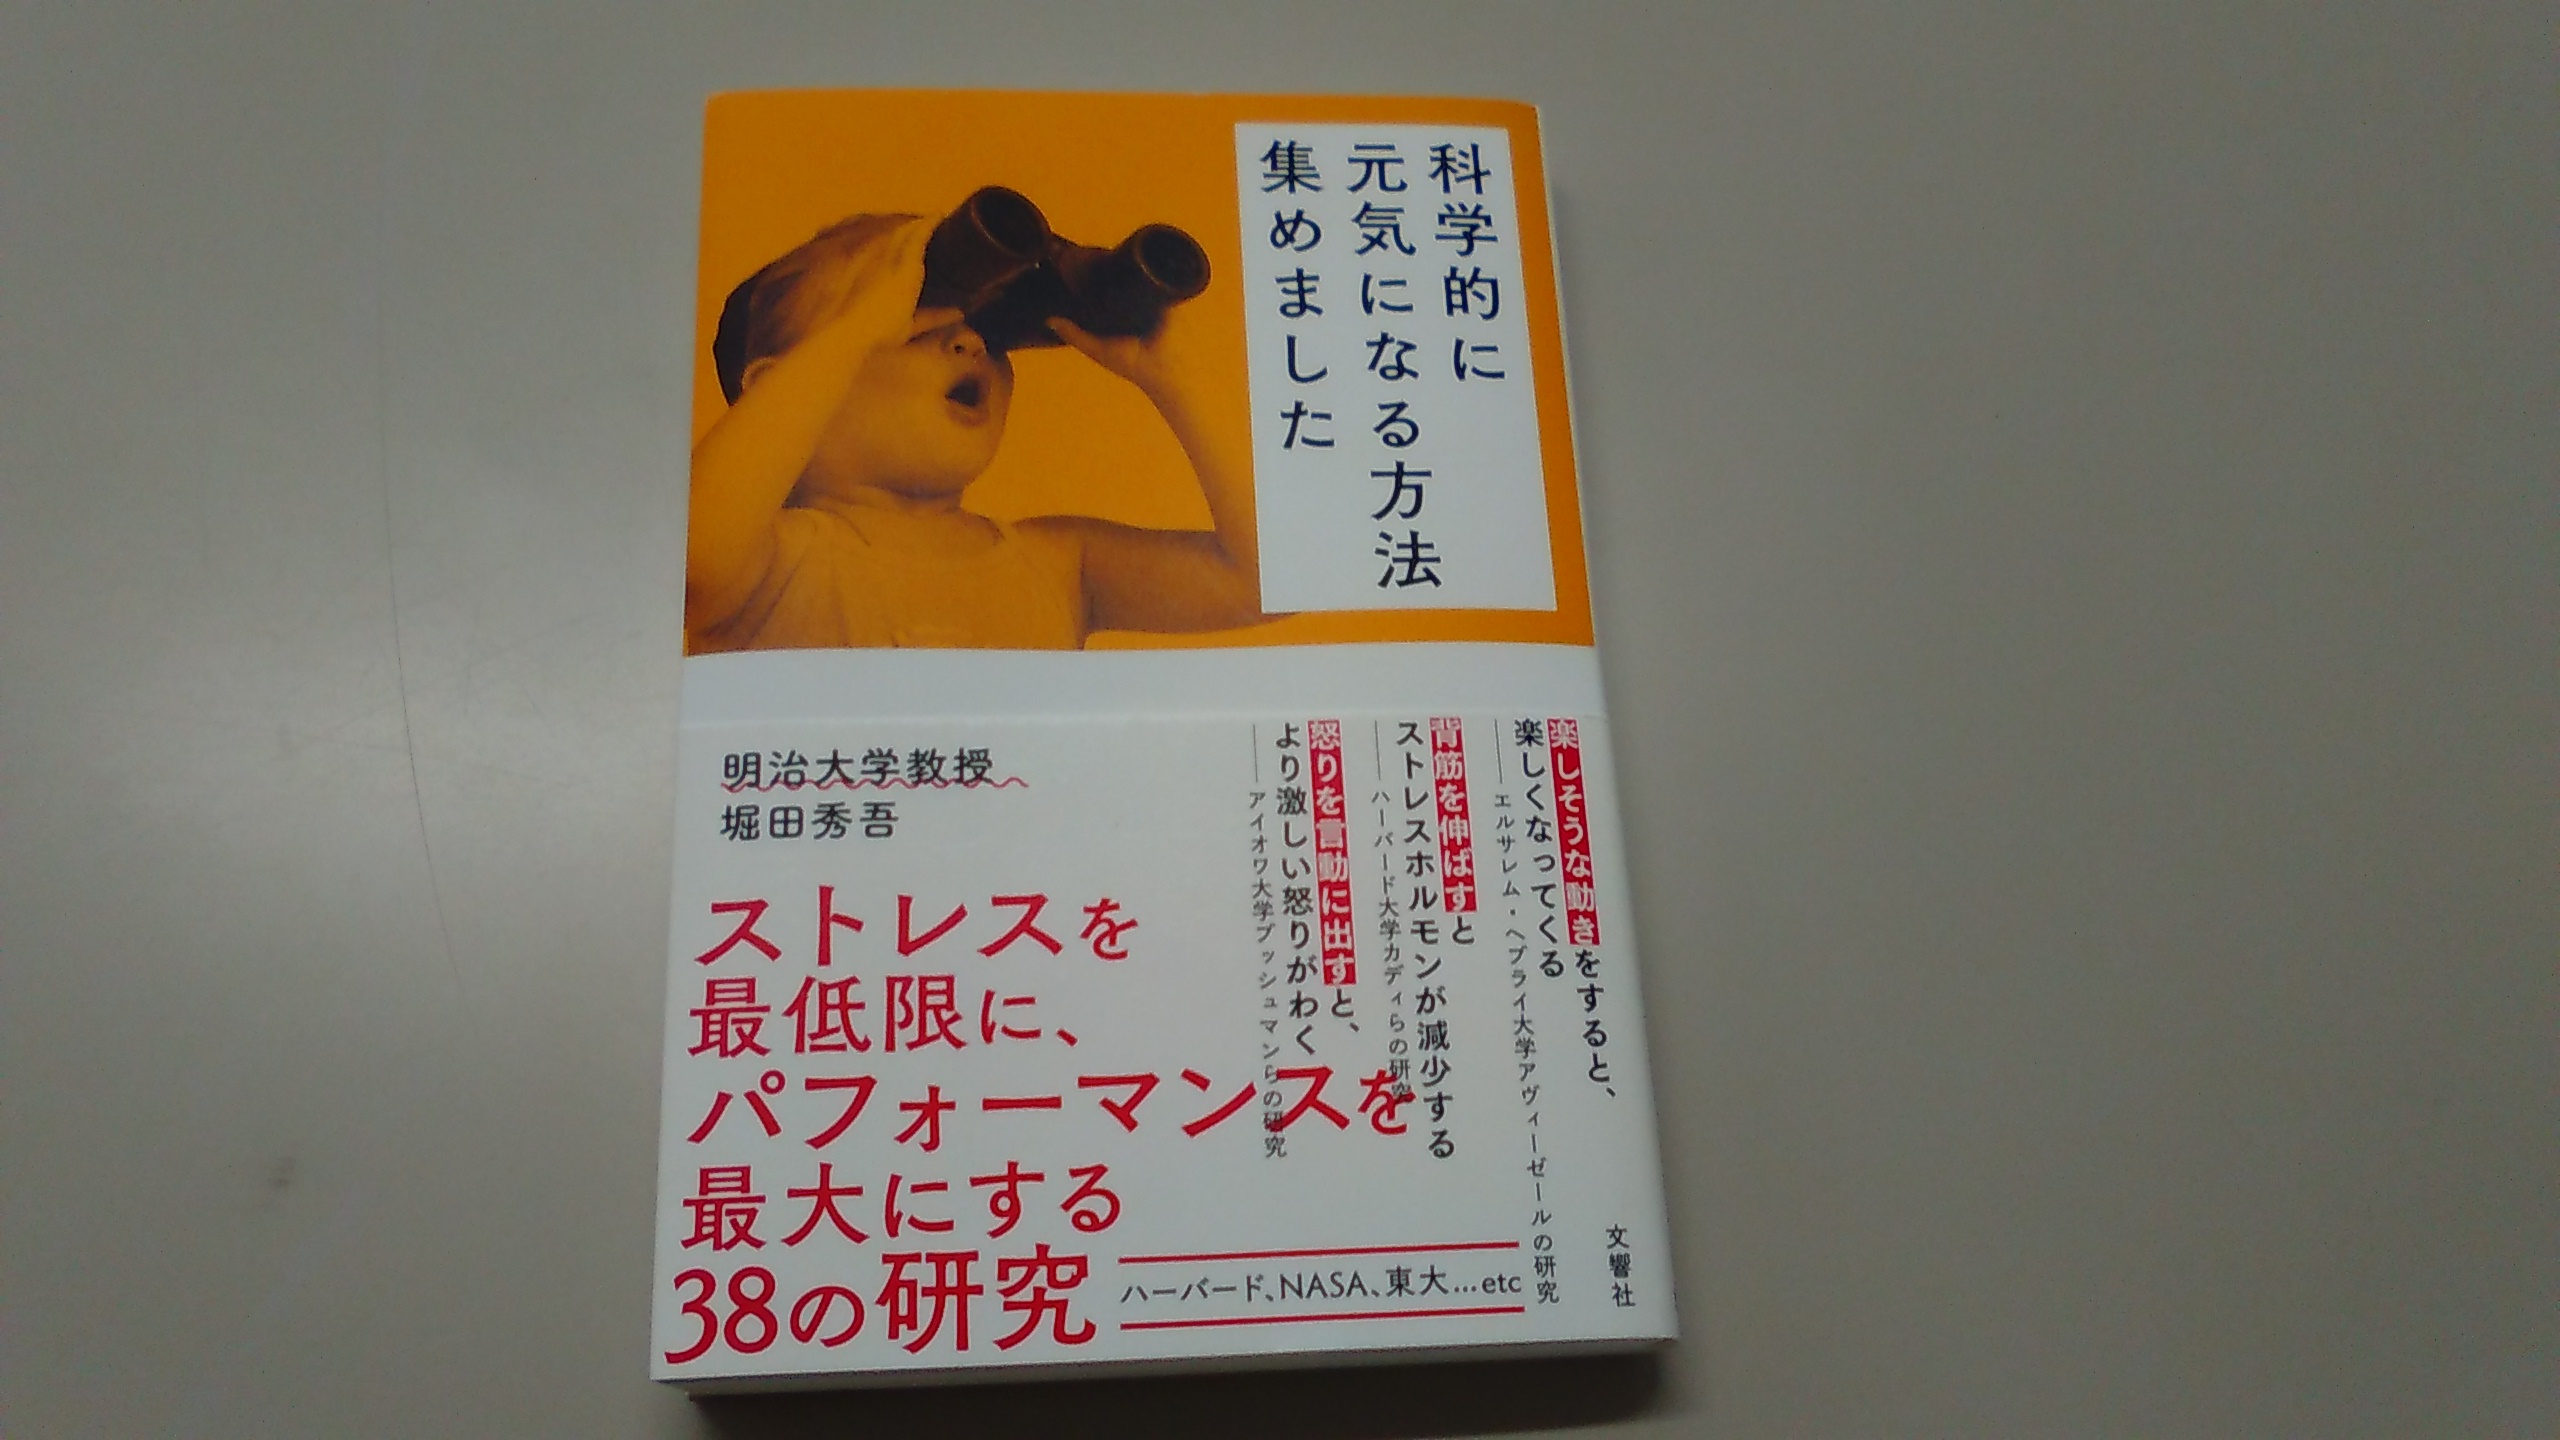 科学的に
元気になる方法
集めました
明治大学教授
堀田秀吾
楽しそうな動きをすると、
楽しくなってくる
──エルサレム・ヘブライ大学アヴィーゼールの研究
背筋を伸ばすと
ストレスホルモンが減少する
──ハーバード大学カディらの研究
怒りを言動に出すと、
より激しい怒りがわく
──アイオワ大学ブッシュマンらの研究
ストレスを
最低限に、
パフォーマンスを
最大にする
38の研究
ハーバード、NASA、東大…etc
文響社